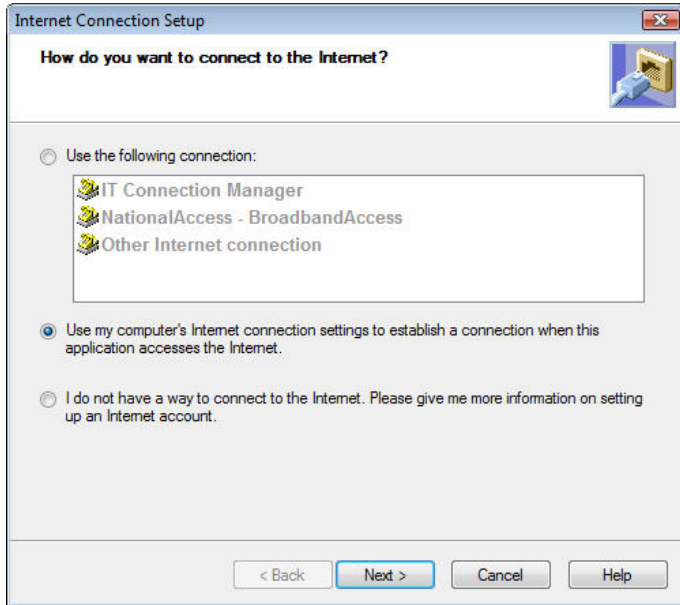 Internet Connection Setup
How do you want to connect to the Internet?
Use the following connection:
IT Connection Manager
NationalAccess - BroadbandAccess
Other Internet connection
Use my computer's Internet connection settings to establish a connection when this
application accesses the Internet.
I do not have a way to connect to the Internet. Please give me more information on setting
up an Internet account.
< Back Next > Cancel Help